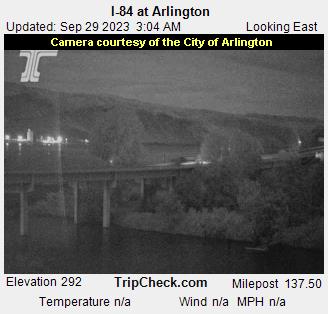 I-84 at Arlington
Updated: Sep 29 2023 3:04 AM Looking East
Camera courtesy of the City of Arlington
Elevation 292 TripCheck.com Milepost 137.50
Temperature n/a Wind n/a MPH n/a